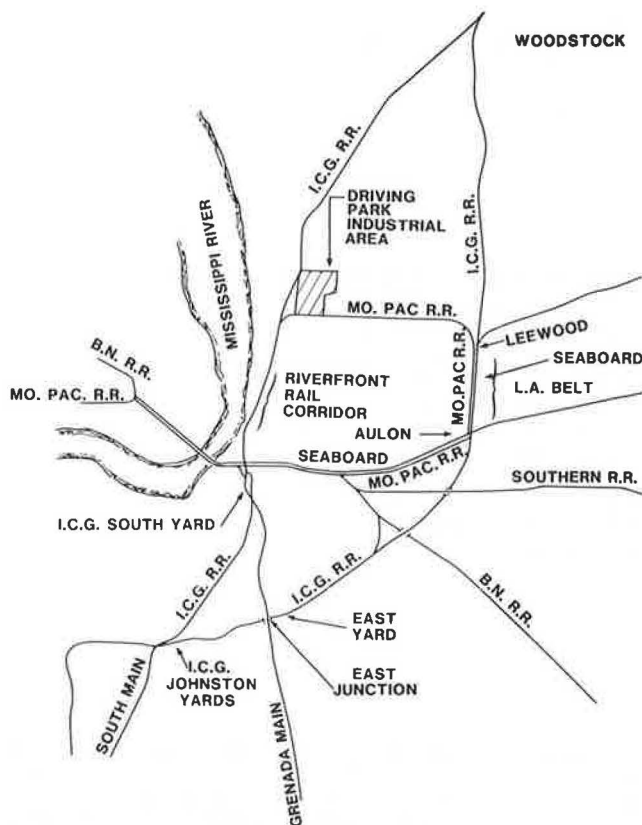 WOODSTOCK
I.C.G. R.R.
I.C.G. R.R.
DRIVING
PARK
INDUSTRIAL
AREA
MISSISSIPPI RIVER
MO. PAC R.R.
LEEWOOD
B.N. R.R.
MO. PAC. R.R.
MO.PAC R.R.
SEABOARD
L.A. BELT
RIVERFRONT
RAIL
CORRIDOR
AULON
SEABOARD
MO. PAC. R.R.
SOUTHERN R.R.
I.C.G. SOUTH YARD
I.C.G. R.R.
I.C.G. R.R.
B.N. R.R.
EAST
YARD
I.C.G.
JOHNSTON
YARDS
EAST
JUNCTION
SOUTH MAIN
GRENADA MAIN